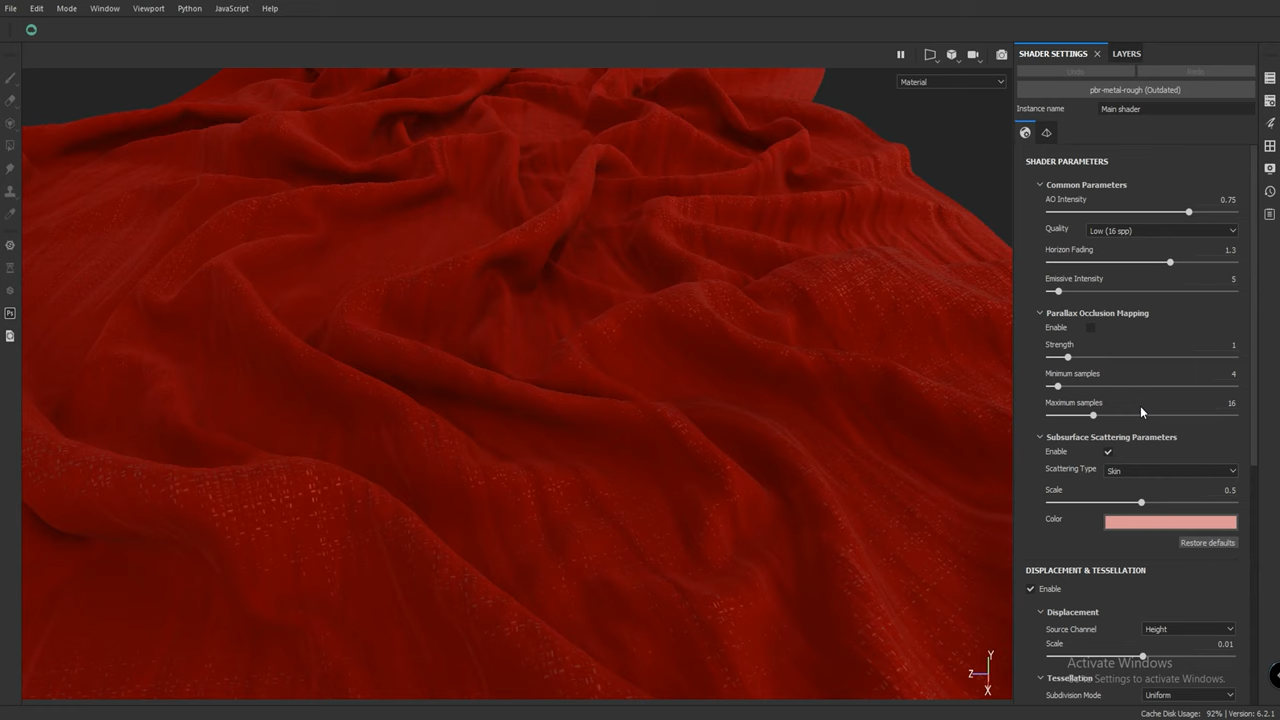 File Edit Mode Window Viewport Python JavaScript Help
SHADER SETTINGS LAYERS
Undo Redo
Material
pbr-metal-rough (Outdated)
Instance name Main shader
SHADER PARAMETERS
Common Parameters
AO Intensity 0.75
Quality Low (16 spp)
Horizon Fading 1.3
Emissive Intensity 5
Parallax Occlusion Mapping
Enable
Strength 1
Minimum samples 4
Maximum samples 16
Subsurface Scattering Parameters
Enable
Scattering Type Skin
Scale 0.5
Color
Restore defaults
DISPLACEMENT & TESSELLATION
Enable
Displacement
Source Channel Height
Scale 0.01
Activate Windows
to Settings to activate Windows.
Tessellation
Subdivision Mode Uniform
Y
Z
X
Ps
Cache Disk Usage: 92% | Version: 6.2.1